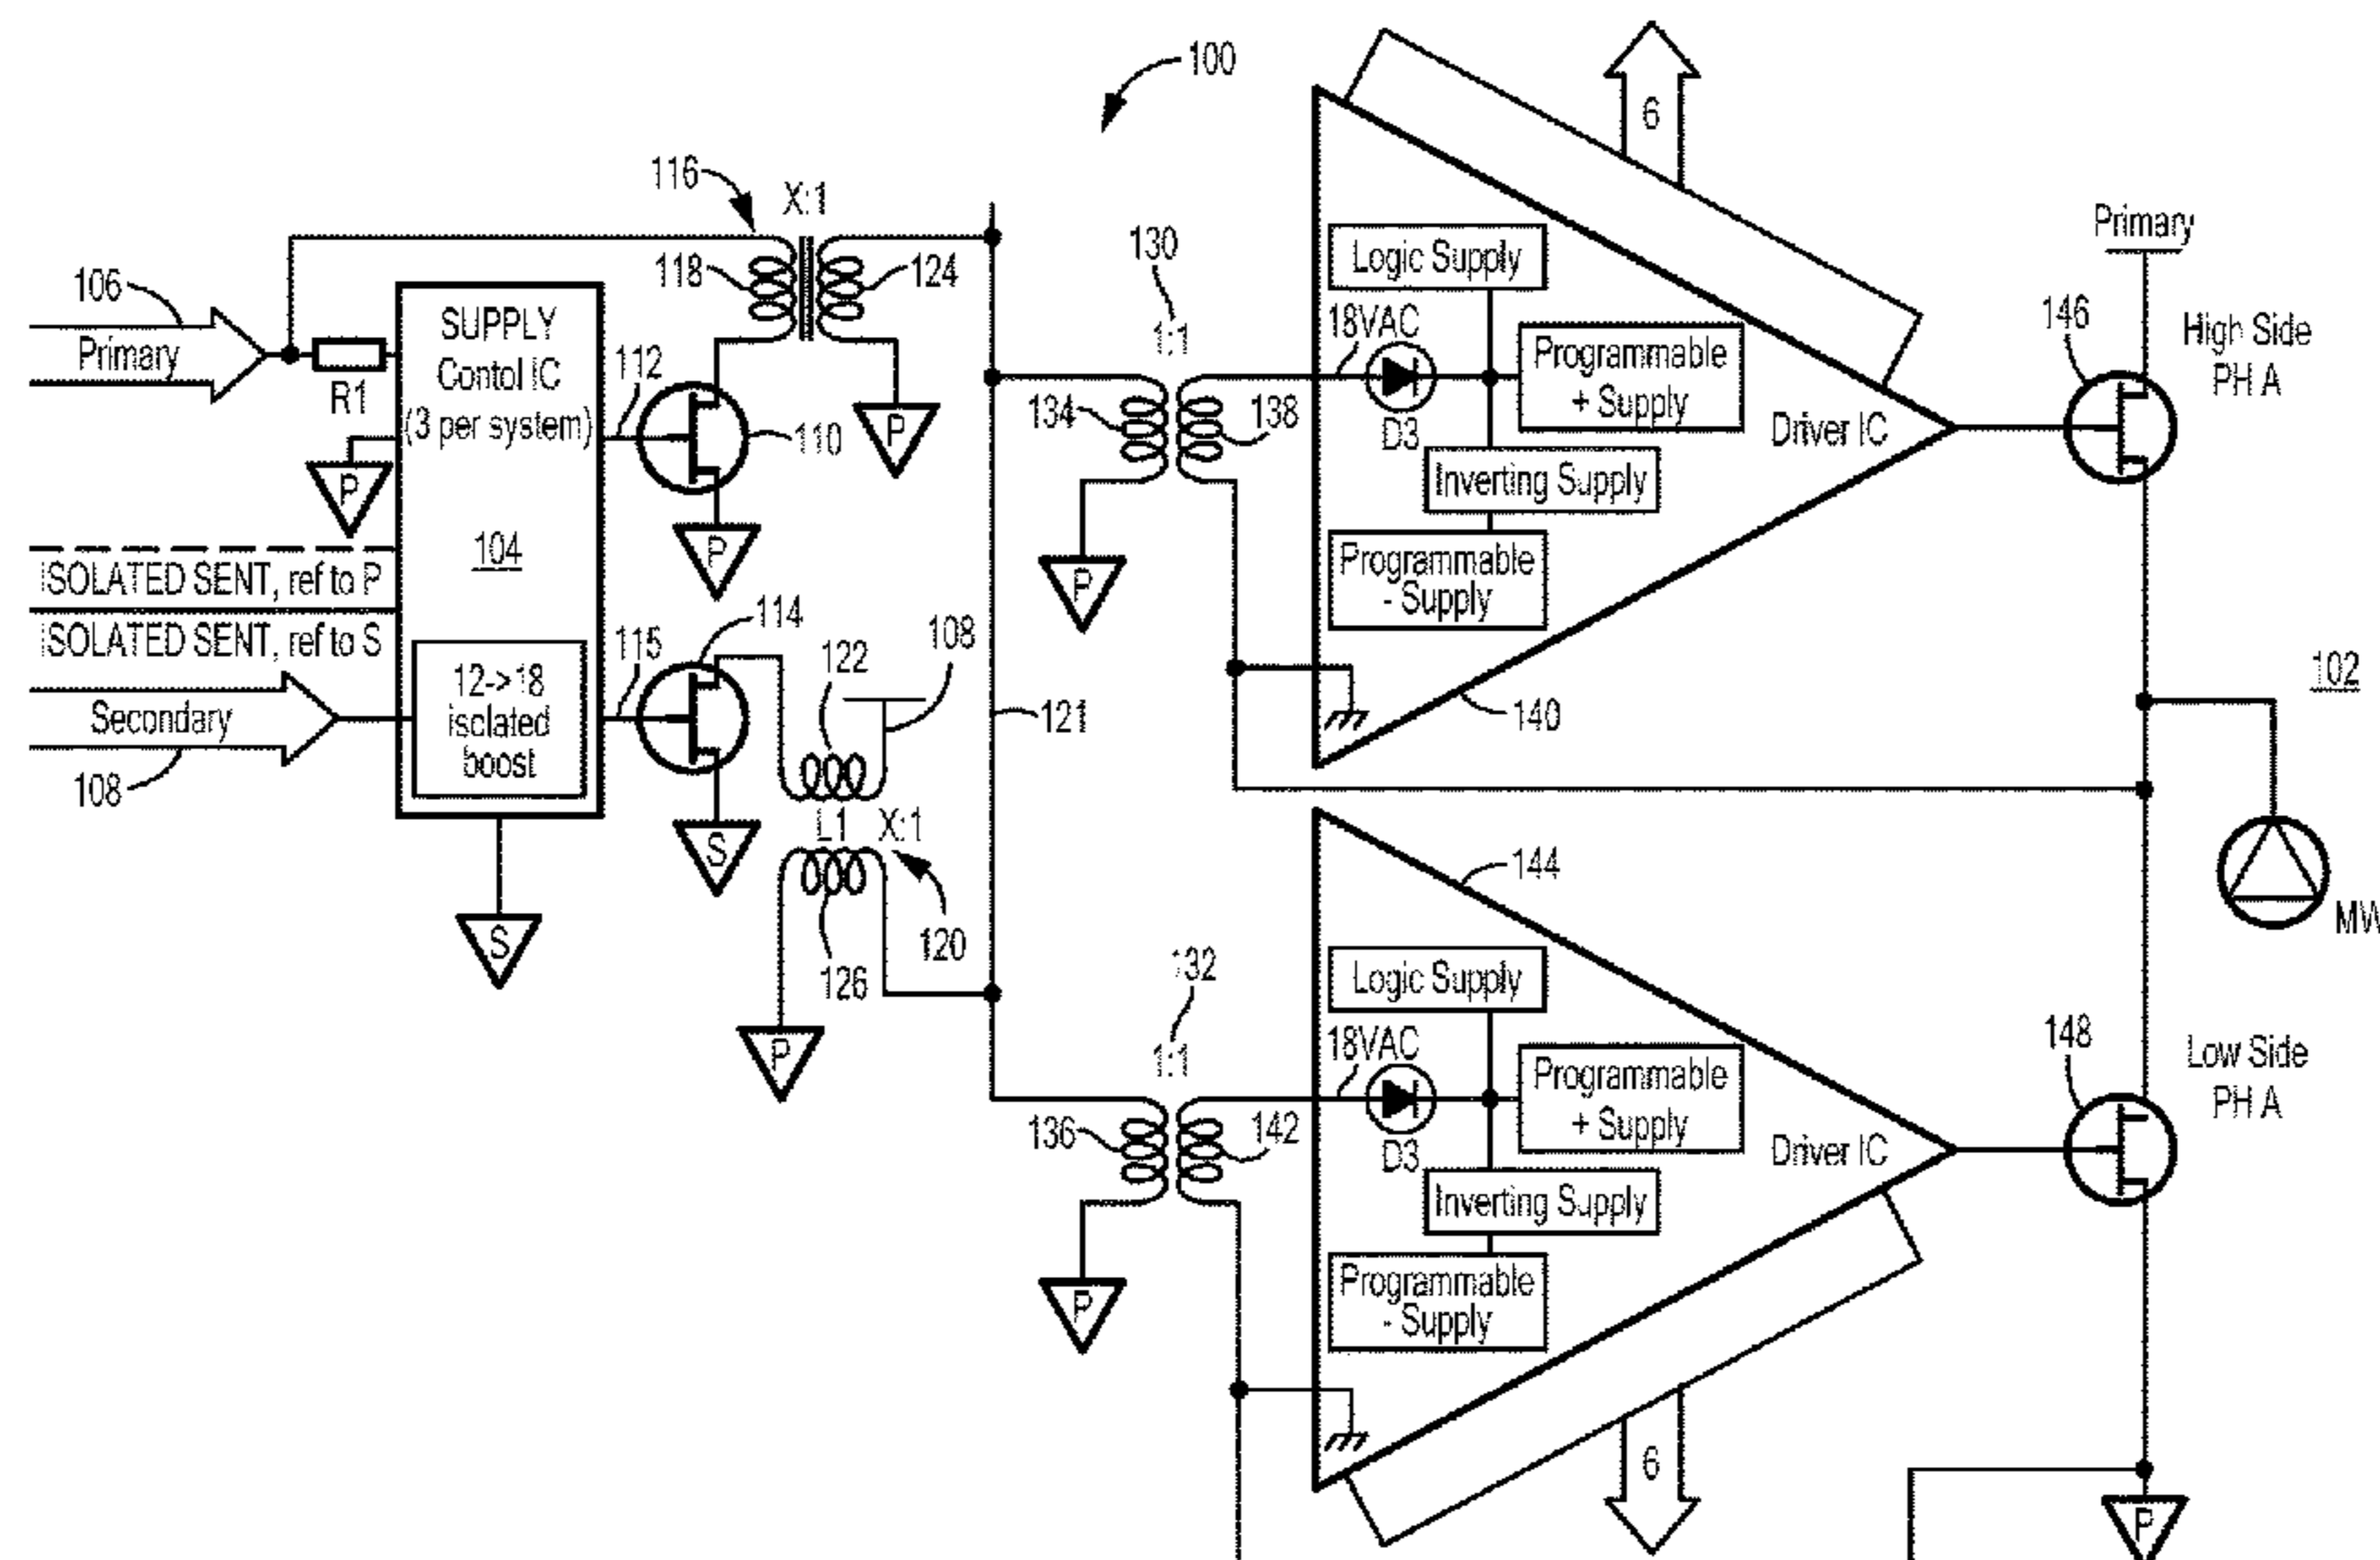 100
6
116
X:1
Primary
106
118
124
130
1:1
Logic Supply
18VAC
146
High Side
PH A
Primary
R1
SUPPLY
Contol IC
(3 per system)
112
110
P
P
P
134
138
D3
Programmable
+ Supply
Driver IC
Inverting Supply
Programmable
- Supply
P
104
ISOLATED SENT, ref to P
ISOLATED SENT, ref to S
Secondary
108
12->18
isolated
boost
115
114
122
108
S
S
L1
X:1
126
120
P
121
140
102
MW
144
132
1:1
Logic Supply
18VAC
136
142
D3
Programmable
+ Supply
Driver IC
Inverting Supply
Programmable
- Supply
148
Low Side
PH A
P
6
P